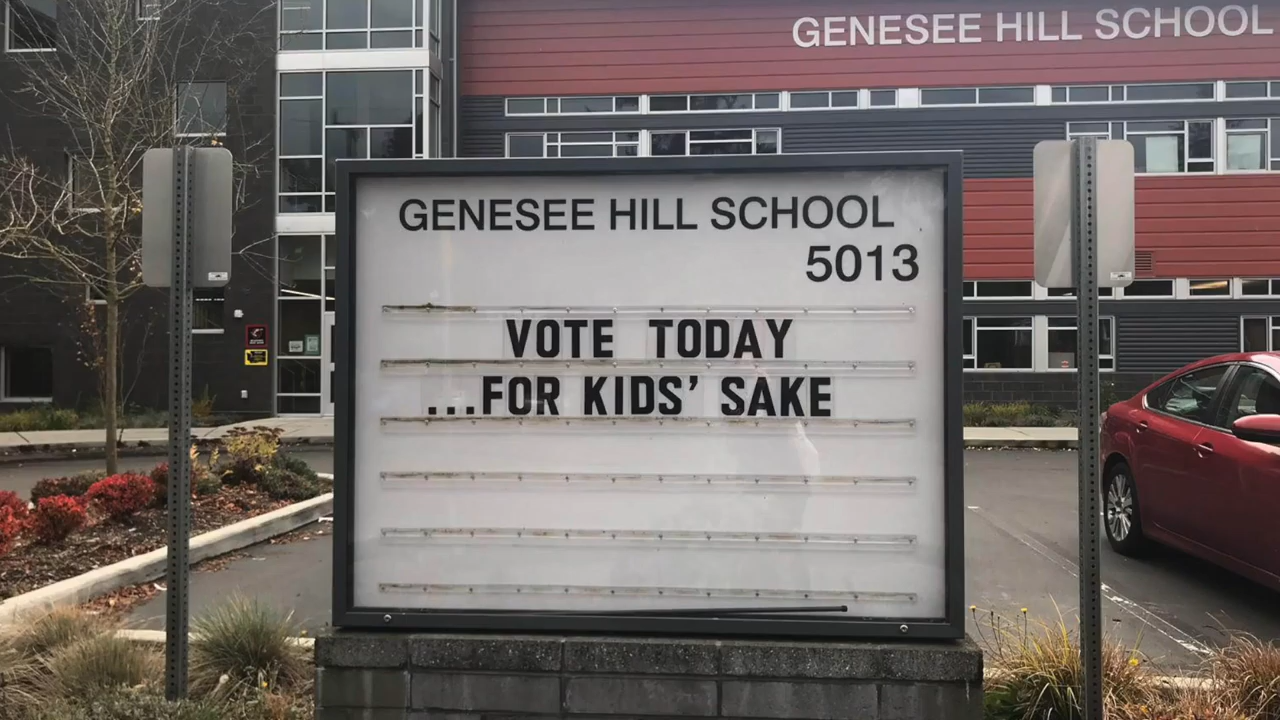 GENESEE HILL SCHOOL
GENESEE HILL SCHOOL
5013
VOTE TODAY
...FOR KIDS' SAKE